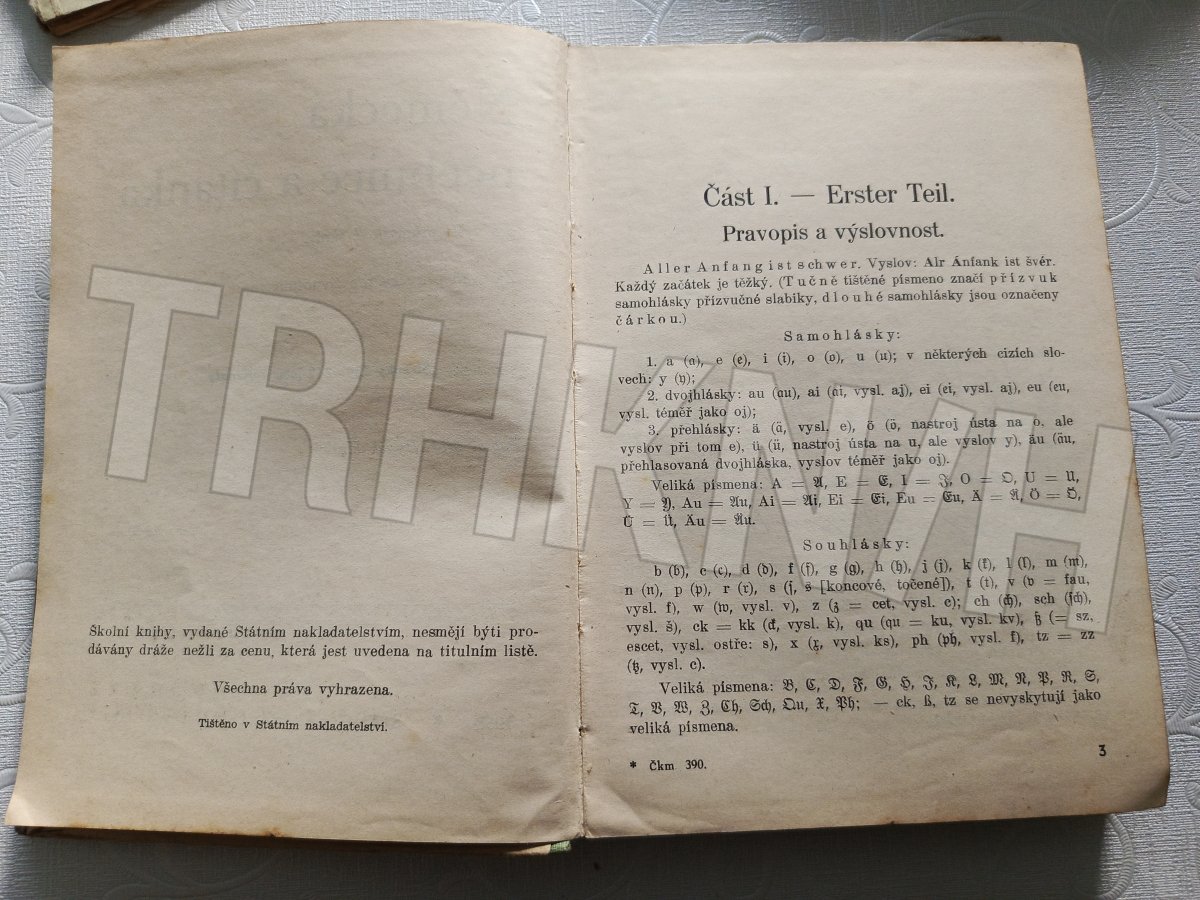 Školní knihy, vydané Státním nakladatelstvím, nesmějí býti pro-
dávány dráže nežli za cenu, která jest uvedena na titulním listě.
Všechna práva vyhrazena.
Tištěno v Státním nakladatelství.
Část I. — Erster Teil.
Pravopis a výslovnost.
Aller Anfang ist schwer. Vyslov: Alr Ánfank ist švér.
Každý začátek je těžký. (Tučně tištěné písmeno značí přízvuk
samohlásky přízvučné slabiky, dlouhé samohlásky jsou označeny
čárkou.)
Samohlásky:
1. a (a), e (e), i (i), o (o), u (u); v některých cizích slo-
vech: y (y);
2. dvojhlásky: au (au), ai (ai, vysl. aj), ei (ei, vysl. aj), eu (eu,
vysl. téměř jako oj);
3. přehlásky: ä (ä, vysl. e), ö (ö, nastroj ústa na o, ale
vyslov při tom e), ü (ü, nastroj ústa na u, ale vyslov y), äu (äu,
přehlasovaná dvojhláska, vyslov téměř jako oj).
Veliká písmena: A = A, E = E, I = I, O = O, U = U,
Y = Y, Au = Au, Ai = Ai, Ei = Ei, Eu = Eu, Ä = Ä, Ö = Ö,
Ü = Ü, Äu = Äu.
Souhlásky:
b (b), c (c), d (d), f (f), g (g), h (h), j (j), k (k), l (l), m (m),
n (n), p (p), r (r), s (ſ, s [koncové, točené]), t (t), v (v = fau,
vysl. f), w (w, vysl. v), z (z = cet, vysl. c); ch (ch), sch (ſch),
vysl. š), ck = kk (ck, vysl. k), qu (qu = ku, vysl. kv), ß (= sz,
escet, vysl. ostře: s), x (x, vysl. ks), ph (ph, vysl. f), tz = zz
(tz, vysl. c).
Veliká písmena: B, C, D, F, G, H, J, K, L, M, N, P, R, S,
T, V, W, Z, Ch, Sch, Qu, X, Ph; — ck, ß, tz se nevyskytují jako
veliká písmena.
* Čkm 390.
3
TRHKNIH